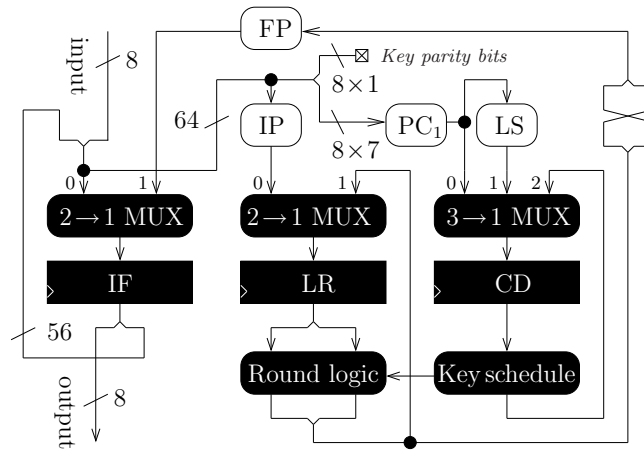 FP
input
8
Key parity bits
8×1
64
IP
8×7
PC₁
LS
0
1
0
1
0
1
2
2→1 MUX
2→1 MUX
3→1 MUX
IF
LR
CD
56
Round logic
Key schedule
output
8